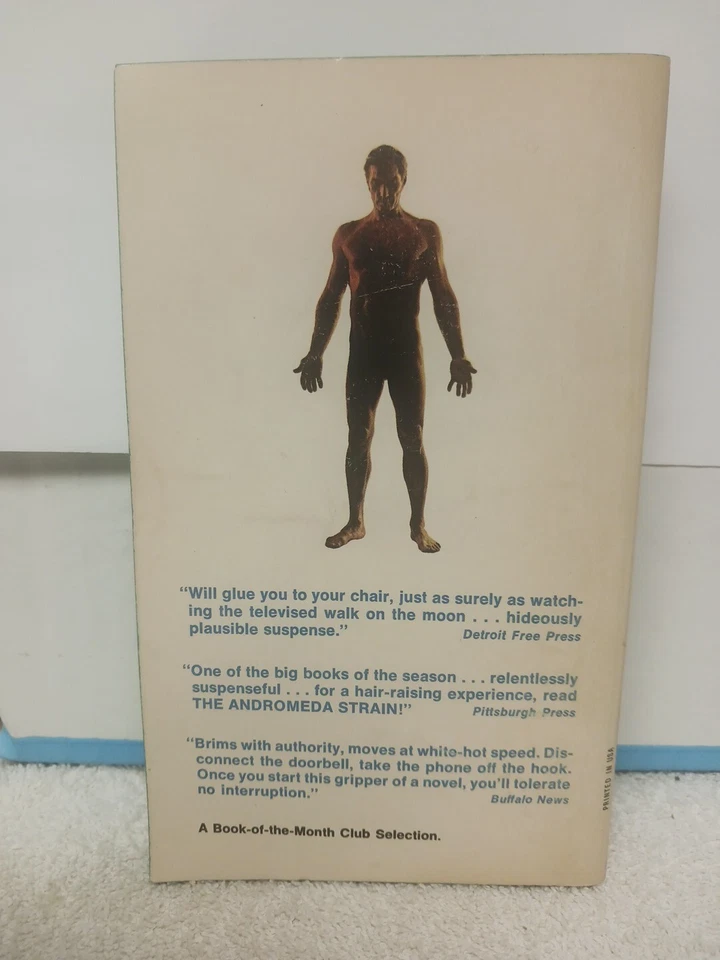 “Will glue you to your chair, just as surely as watch-
ing the televised walk on the moon . . . hideously
plausible suspense.” Detroit Free Press
“One of the big books of the season . . . relentlessly
suspenseful . . . for a hair-raising experience, read
THE ANDROMEDA STRAIN!” Pittsburgh Press
“Brims with authority, moves at white-hot speed. Dis-
connect the doorbell, take the phone off the hook.
Once you start this gripper of a novel, you’ll tolerate
no interruption.” Buffalo News
A Book-of-the-Month Club Selection.
PRINTED IN USA